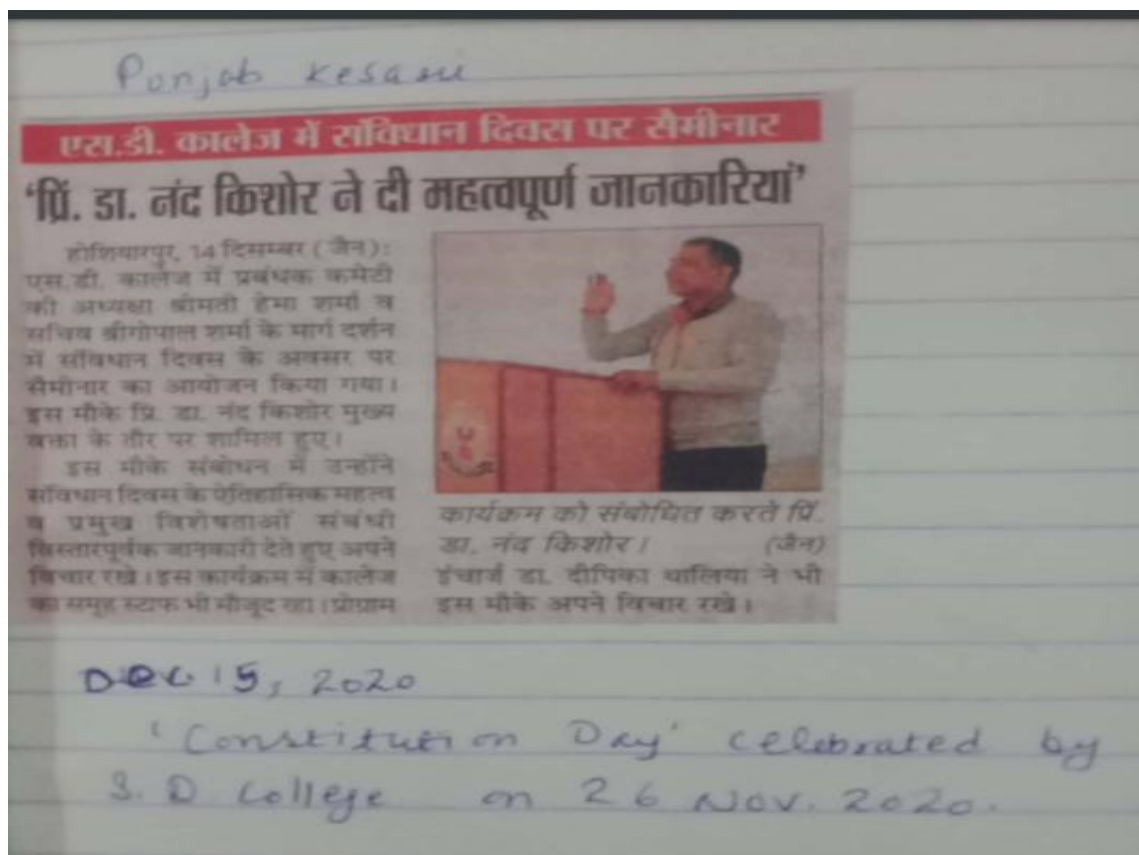 Punjab Kesari
एस.डी. कालेज में संविधान दिवस पर सैमीनार
'प्रिं. डा. नंद किशोर ने दी महत्वपूर्ण जानकारियां'
होशियारपुर, 14 दिसम्बर (जैन):
एस.डी. कालेज में प्रबंधक कमेटी
की अध्यक्षा श्रीमती हेमा शर्मा व
सचिव श्रीगोपाल शर्मा के मार्ग दर्शन
में संविधान दिवस के अवसर पर
सैमीनार का आयोजन किया गया।
इस मौके प्रिं. डा. नंद किशोर मुख्य
वक्ता के तौर पर शामिल हुए।
इस मौके संबोधन में उन्होंने
संविधान दिवस के ऐतिहासिक महत्व
व प्रमुख विशेषताओं संबंधी
विस्तारपूर्वक जानकारी देते हुए अपने
विचार रखे। इस कार्यक्रम में कालेज
का समूह स्टाफ भी मौजूद रहा। प्रोग्राम
कार्यक्रम को संबोधित करते प्रिं.
डा. नंद किशोर। (जैन)
इंचार्ज डा. दीपिका धालिया ने भी
इस मौके अपने विचार रखे।
Dec 15, 2020
'Constitution Day' celebrated by
S. D. College on 26 Nov. 2020.